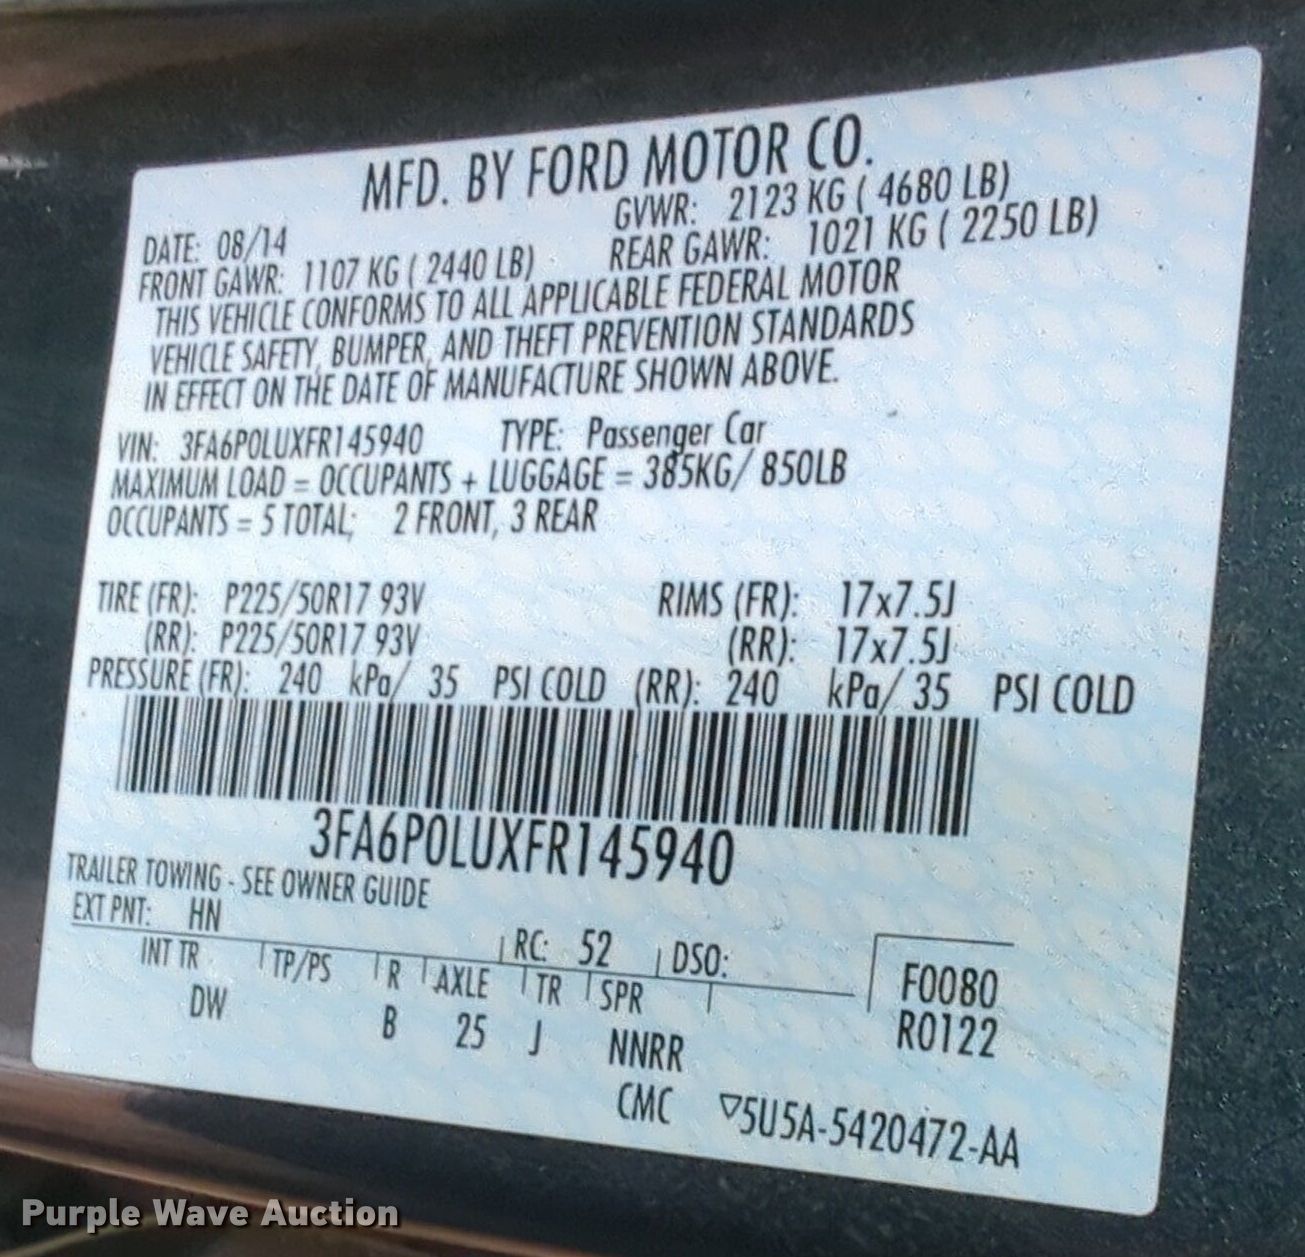 MFD. BY FORD MOTOR CO.
DATE: 08/14 GVWR: 2123 KG ( 4680 LB)
FRONT GAWR: 1107 KG ( 2440 LB) REAR GAWR: 1021 KG ( 2250 LB)
THIS VEHICLE CONFORMS TO ALL APPLICABLE FEDERAL MOTOR
VEHICLE SAFETY, BUMPER, AND THEFT PREVENTION STANDARDS
IN EFFECT ON THE DATE OF MANUFACTURE SHOWN ABOVE.
VIN: 3FA6P0LUXFR145940 TYPE: Passenger Car
MAXIMUM LOAD = OCCUPANTS + LUGGAGE = 385KG/ 850LB
OCCUPANTS = 5 TOTAL; 2 FRONT, 3 REAR
TIRE (FR): P225/50R17 93V RIMS (FR): 17x7.5J
(RR): P225/50R17 93V (RR): 17x7.5J
PRESSURE (FR): 240 kPa/ 35 PSI COLD (RR): 240 kPa/ 35 PSI COLD
3FA6P0LUXFR145940
TRAILER TOWING - SEE OWNER GUIDE
EXT PNT: HN RC: 52 DSO:
INT TR TP/PS R AXLE TR SPR F0080
DW B 25 J NNRR R0122
CMC ▽5U5A-5420472-AA
Purple Wave Auction